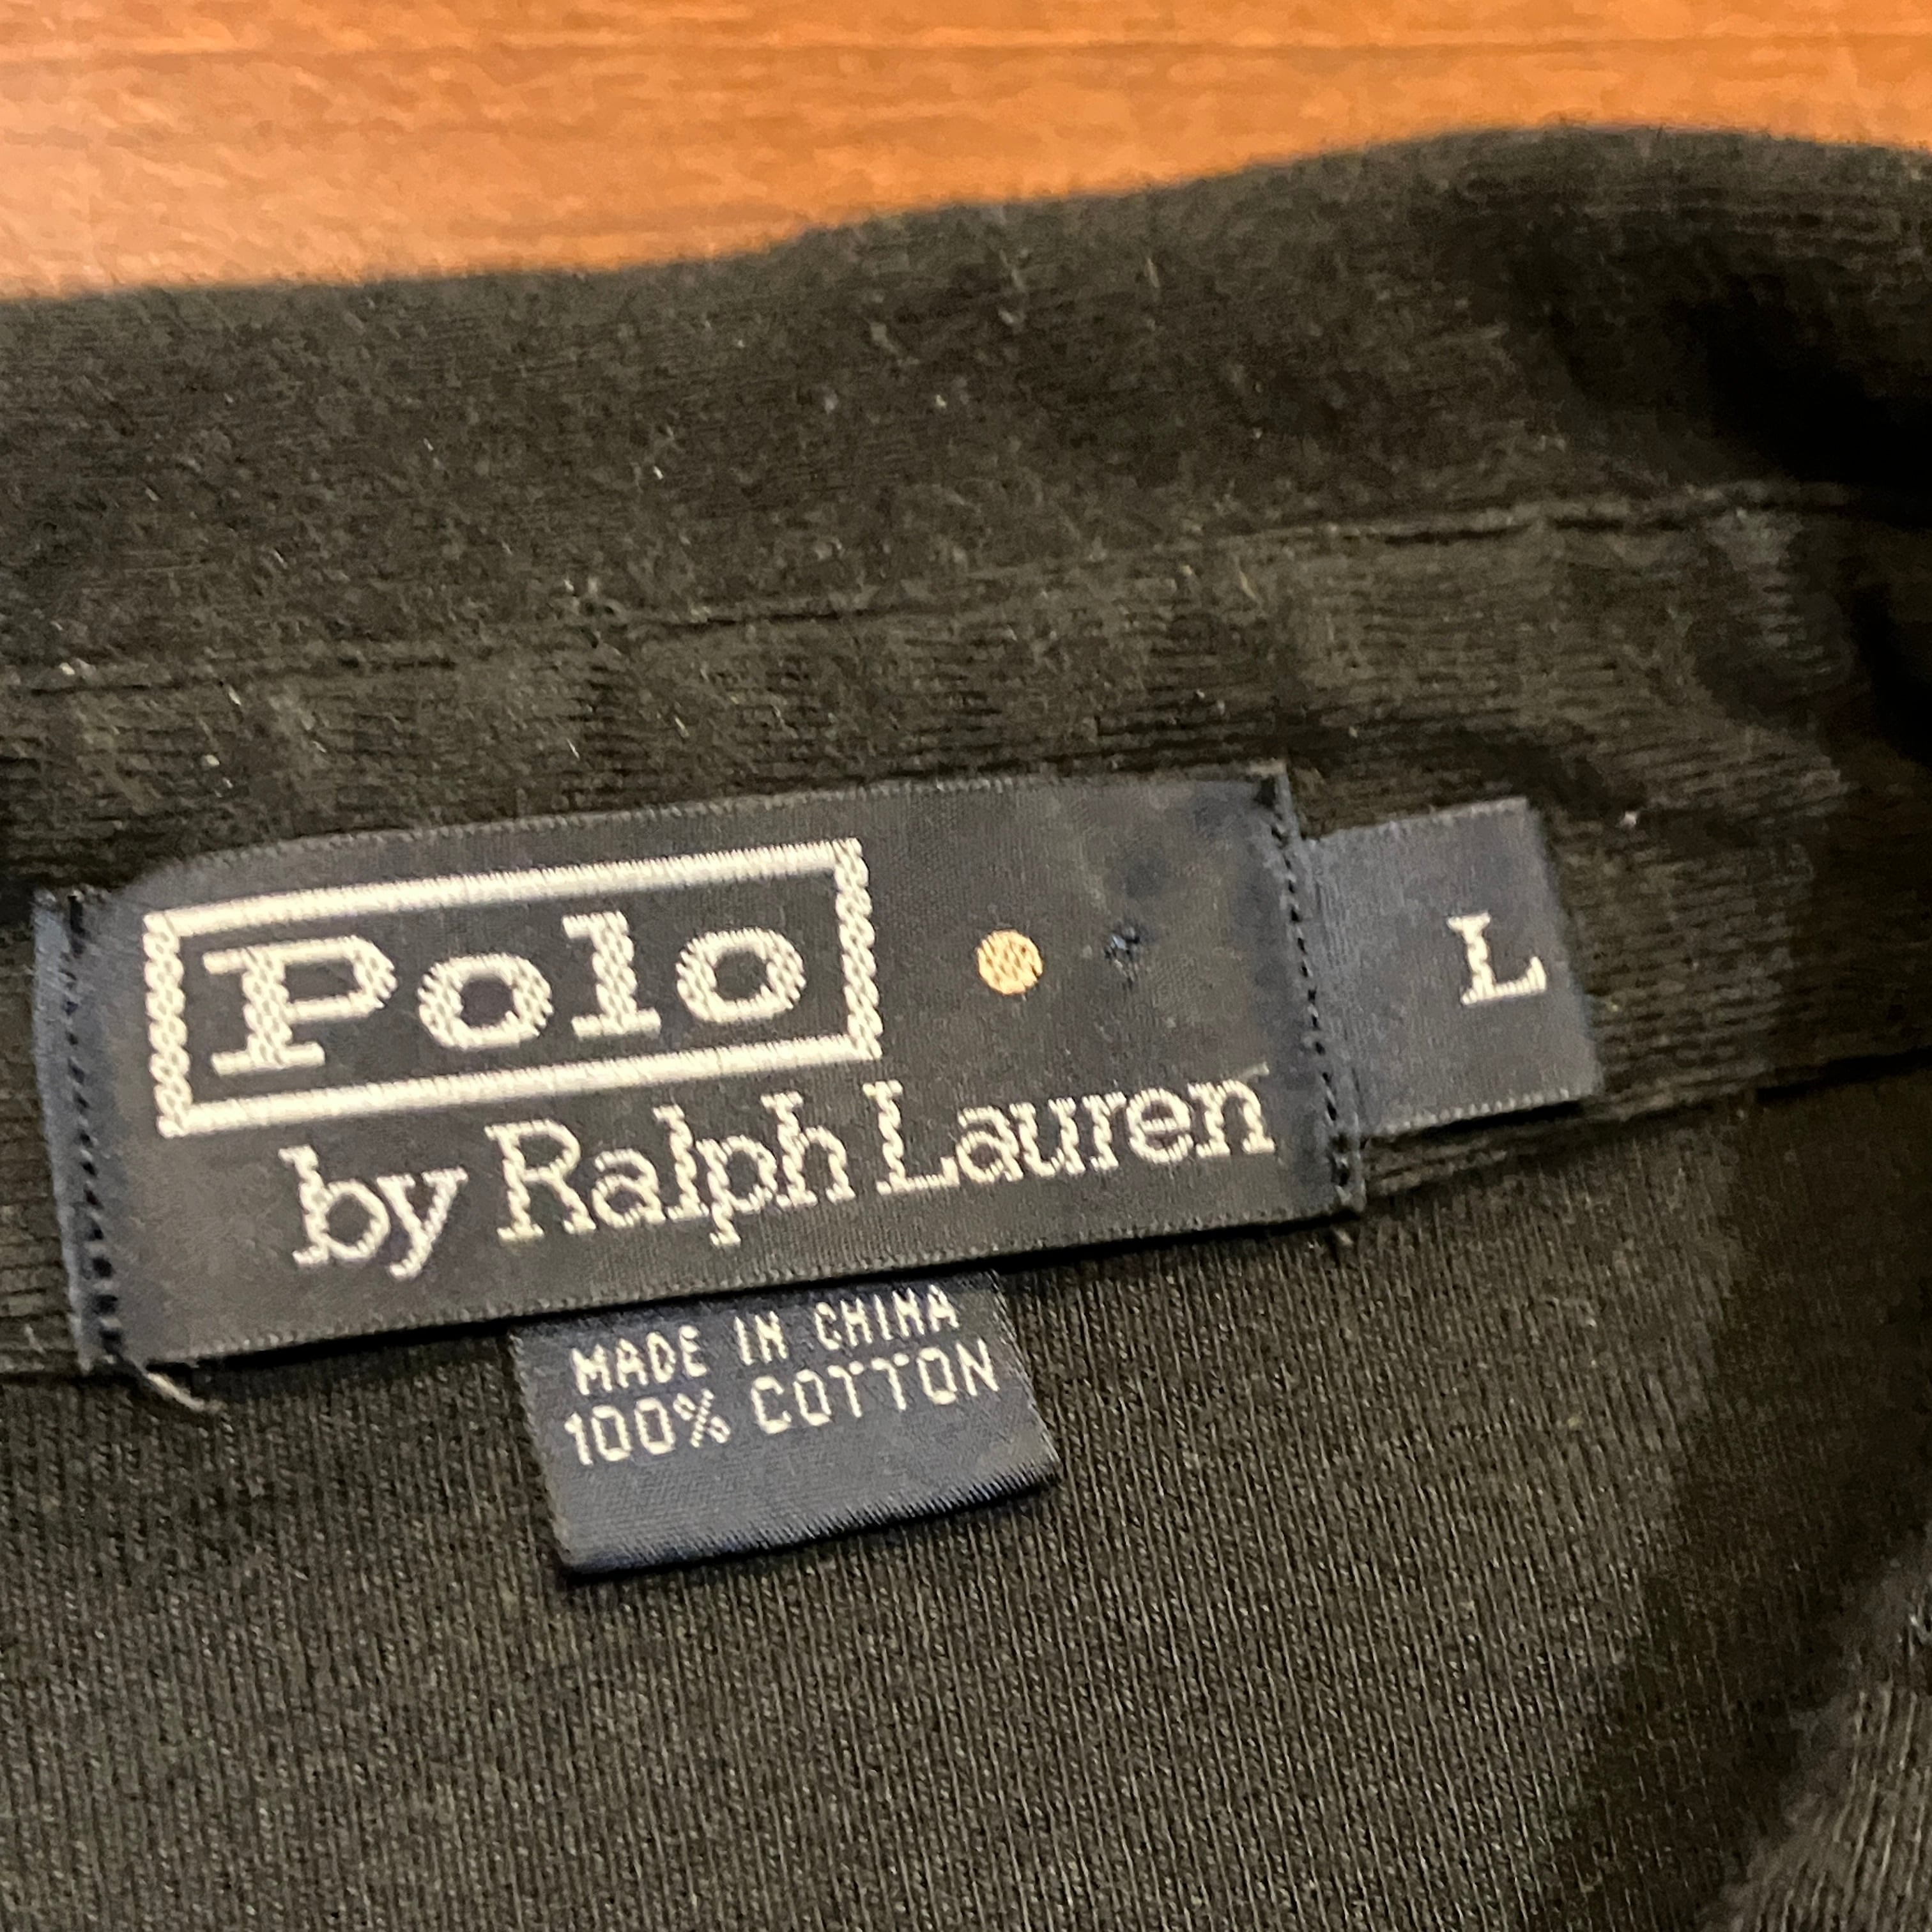 Polo
by Ralph Lauren
L
MADE IN CHINA
100% COTTON